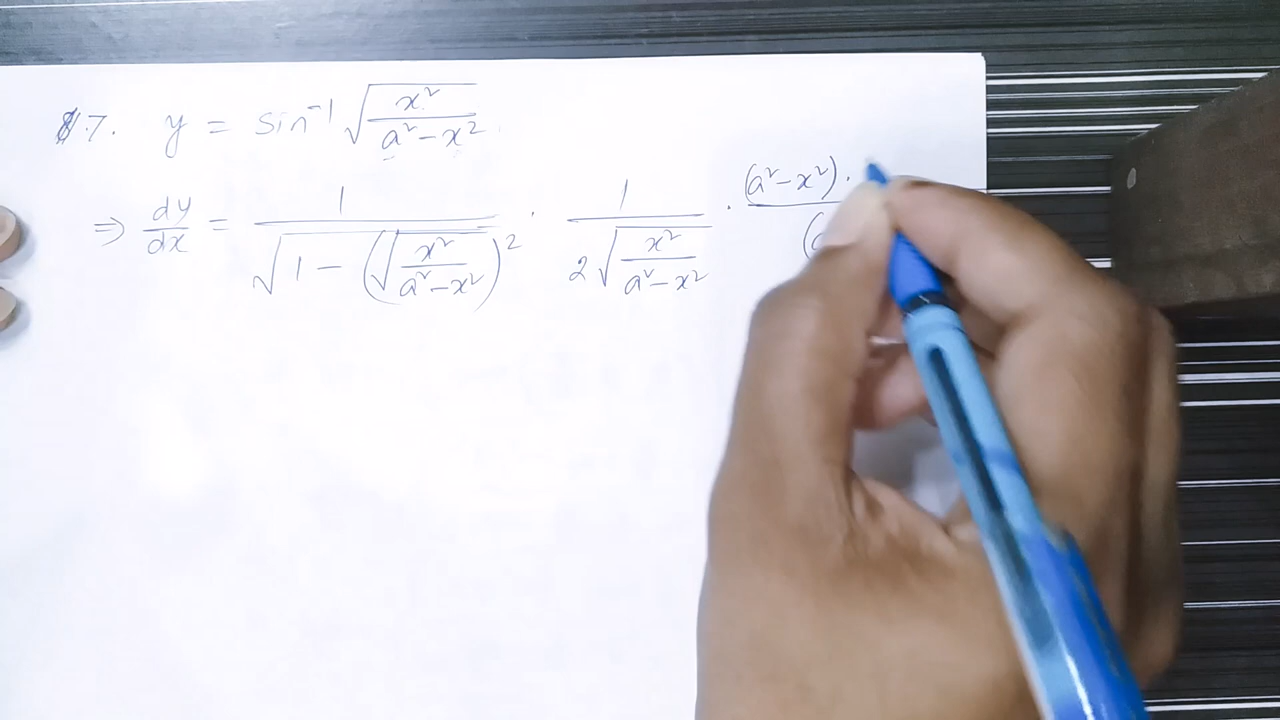 8.7. y = sin⁻¹ √(x²/(a²-x²))
⇒ dy/dx = 1/√(1-(√(x²/(a²-x²)))²) · 1/(2√(x²/(a²-x²))) · (a²-x²)·